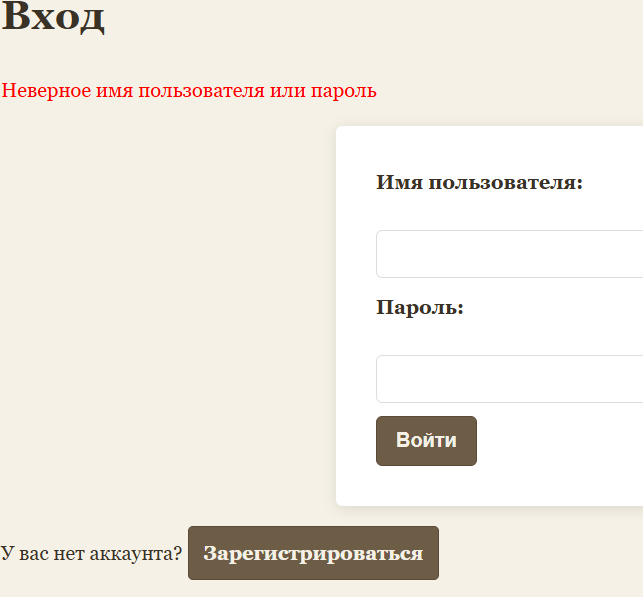 Вход
Неверное имя пользователя или пароль
Имя пользователя:
Пароль:
Войти
У вас нет аккаунта? Зарегистрироваться